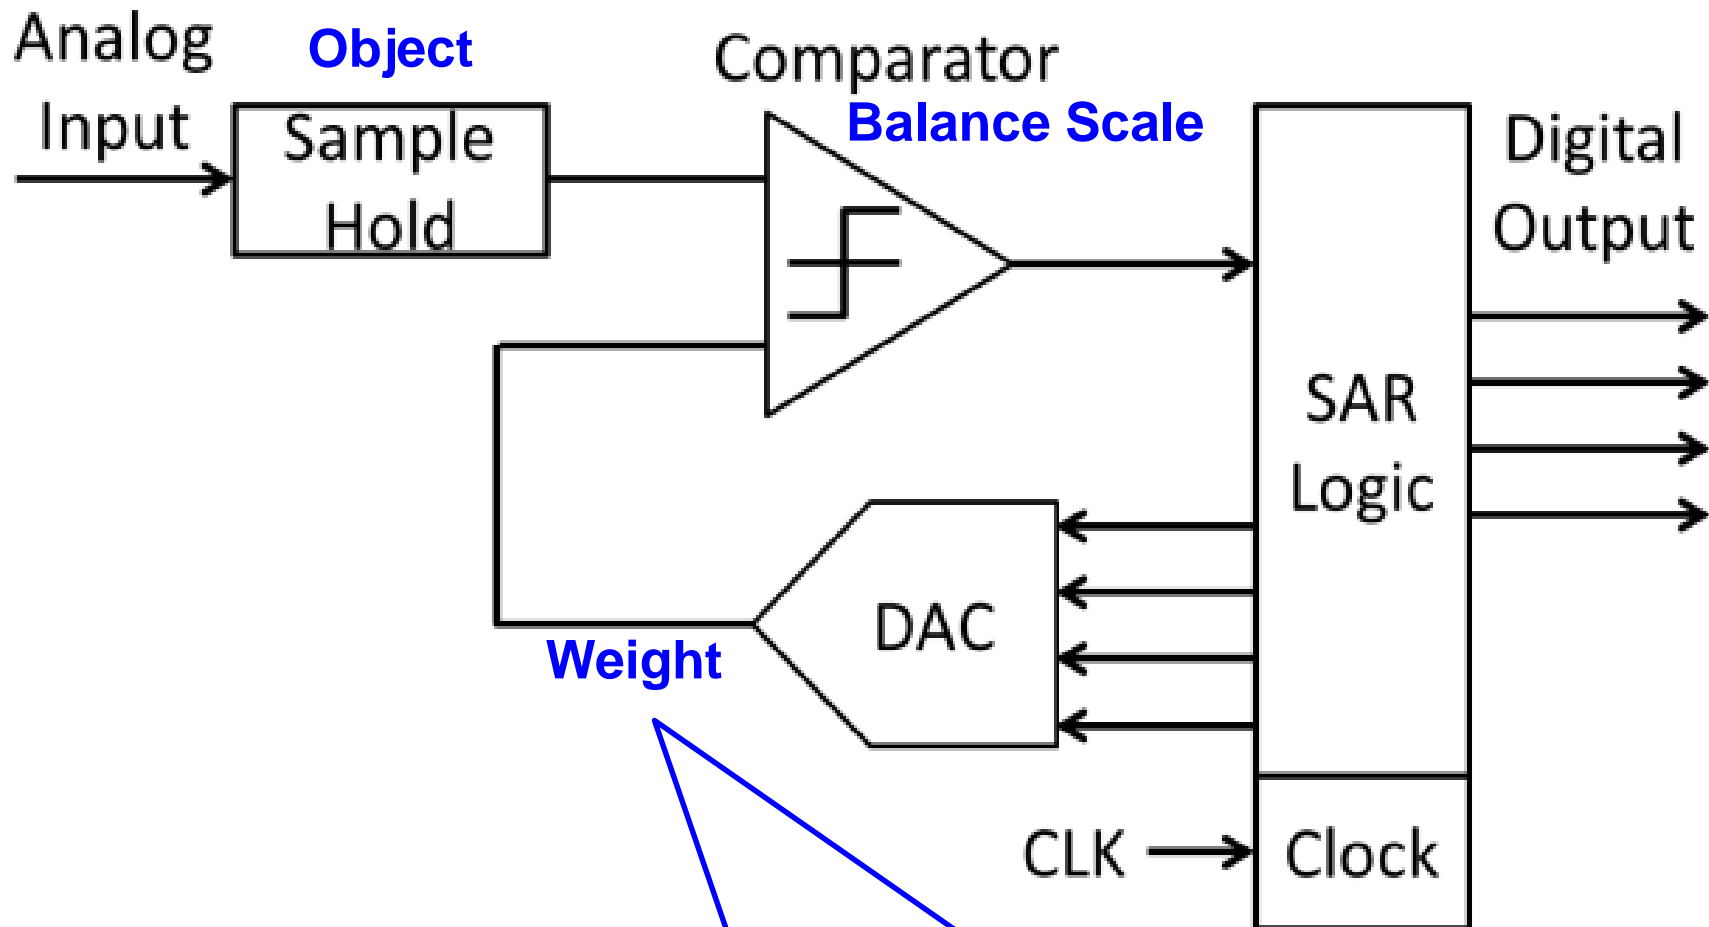 Analog
Input
Object
Sample
Hold
Comparator
Balance Scale
Digital
Output
SAR
Logic
DAC
Weight
CLK
Clock